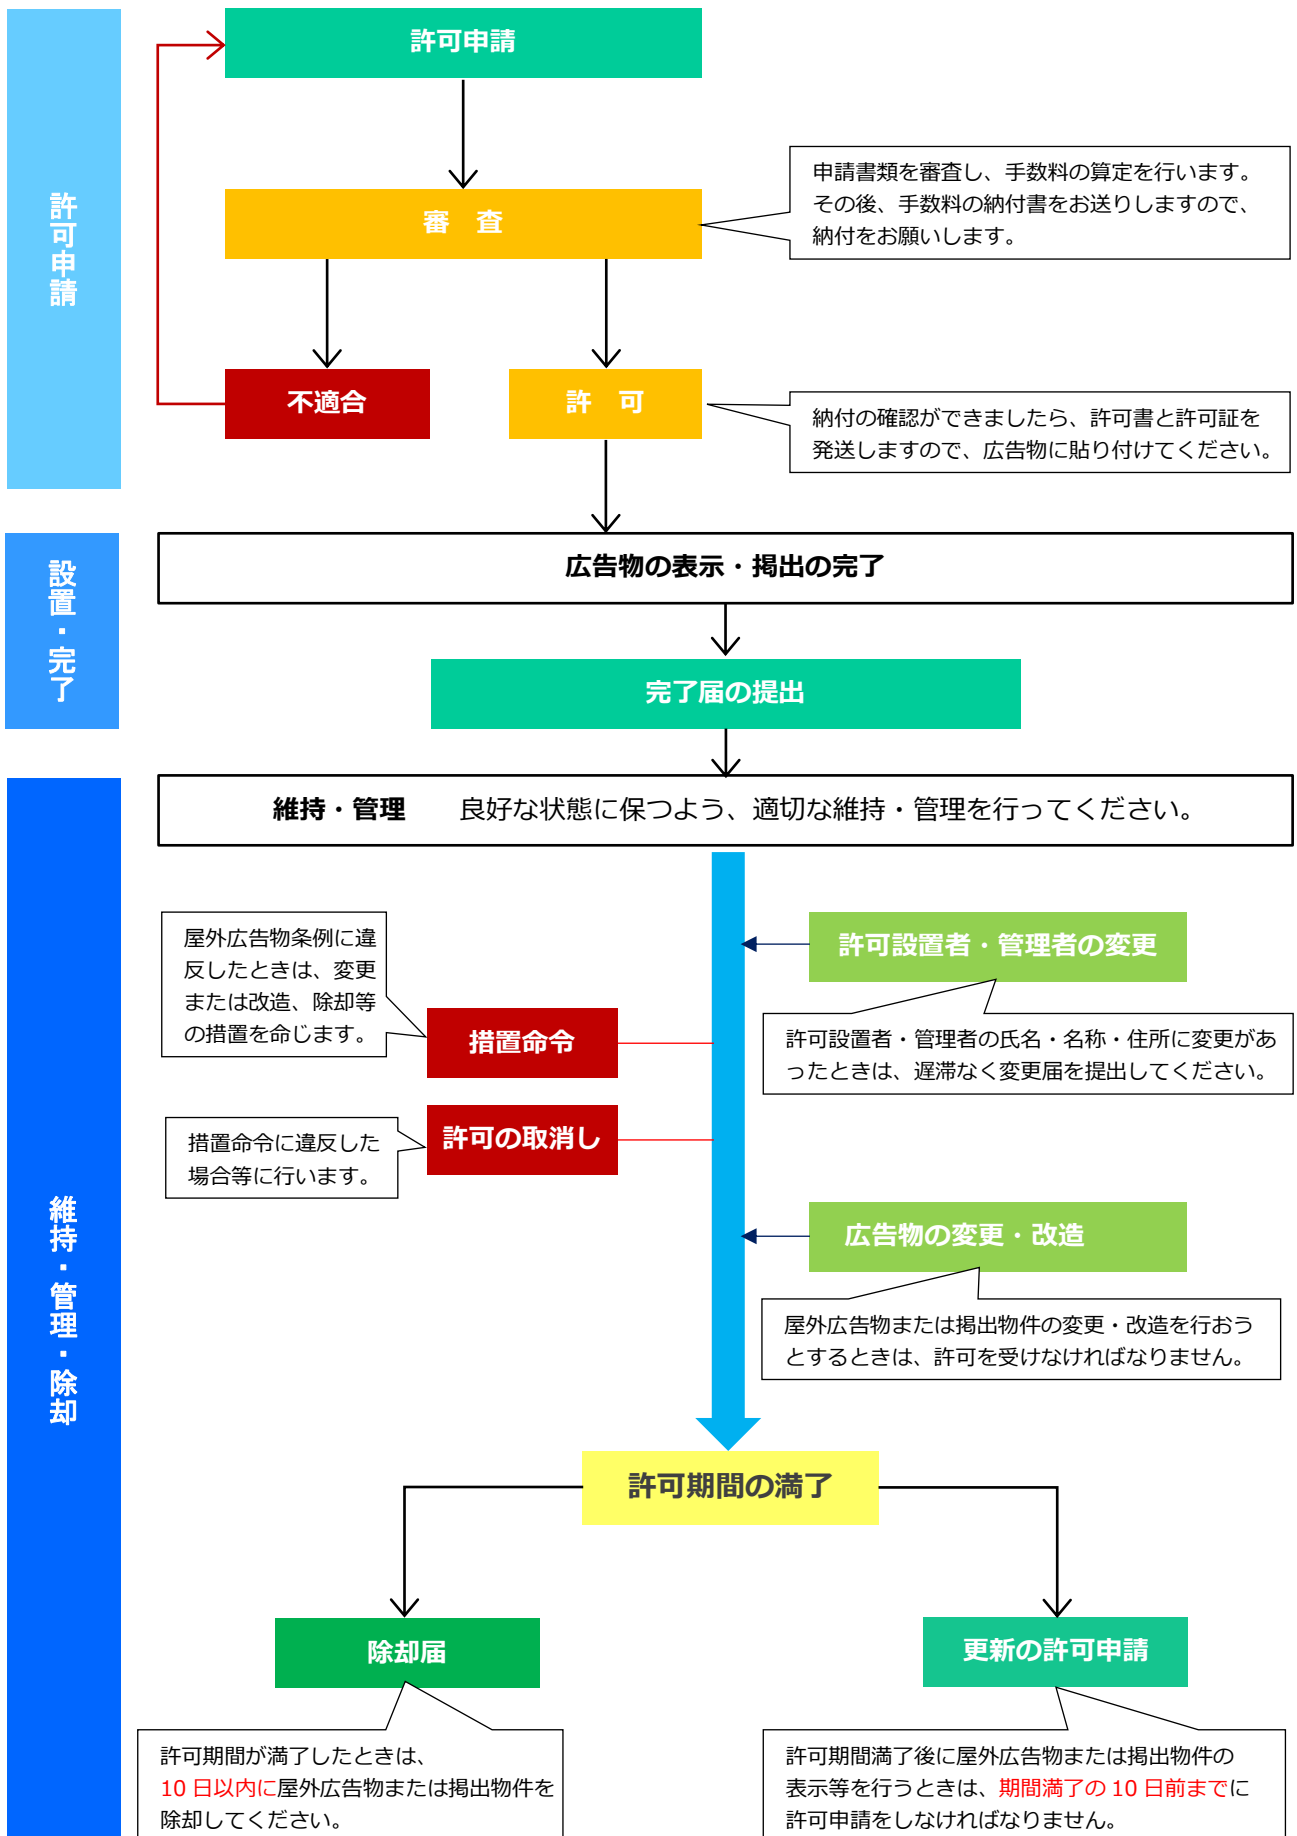 許可申請
許可申請
審　査
申請書類を審査し、手数料の算定を行います。
その後、手数料の納付書をお送りしますので、
納付をお願いします。
不適合
許　可
納付の確認ができましたら、許可書と許可証を
発送しますので、広告物に貼り付けてください。
設置・完了
広告物の表示・掲出の完了
完了届の提出
維持・管理・除却
維持・管理　　良好な状態に保つよう、適切な維持・管理を行ってください。
許可設置者・管理者の変更
許可設置者・管理者の氏名・名称・住所に変更があ
ったときは、遅滞なく変更届を提出してください。
屋外広告物条例に違
反したときは、変更
または改造、除却等
の措置を命じます。
措置命令
許可の取消し
措置命令に違反した
場合等に行います。
広告物の変更・改造
屋外広告物または掲出物件の変更・改造を行おう
とするときは、許可を受けなければなりません。
許可期間の満了
除却届
許可期間が満了したときは、
10 日以内に屋外広告物または掲出物件を
除却してください。
更新の許可申請
許可期間満了後に屋外広告物または掲出物件の
表示等を行うときは、期間満了の 10 日前までに
許可申請をしなければなりません。